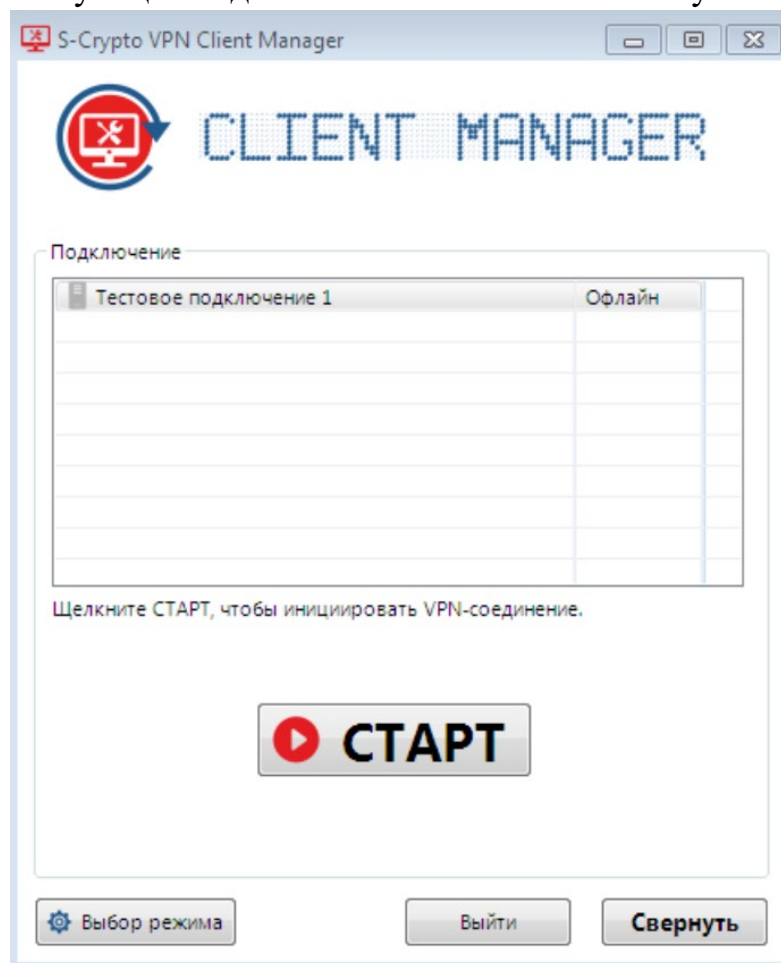 S-Crypto VPN Client Manager
CLIENT MANAGER
Подключение
Тестовое подключение 1 Офлайн
Щелкните СТАРТ, чтобы инициировать VPN-соединение.
СТАРТ
Выбор режима Выйти Свернуть